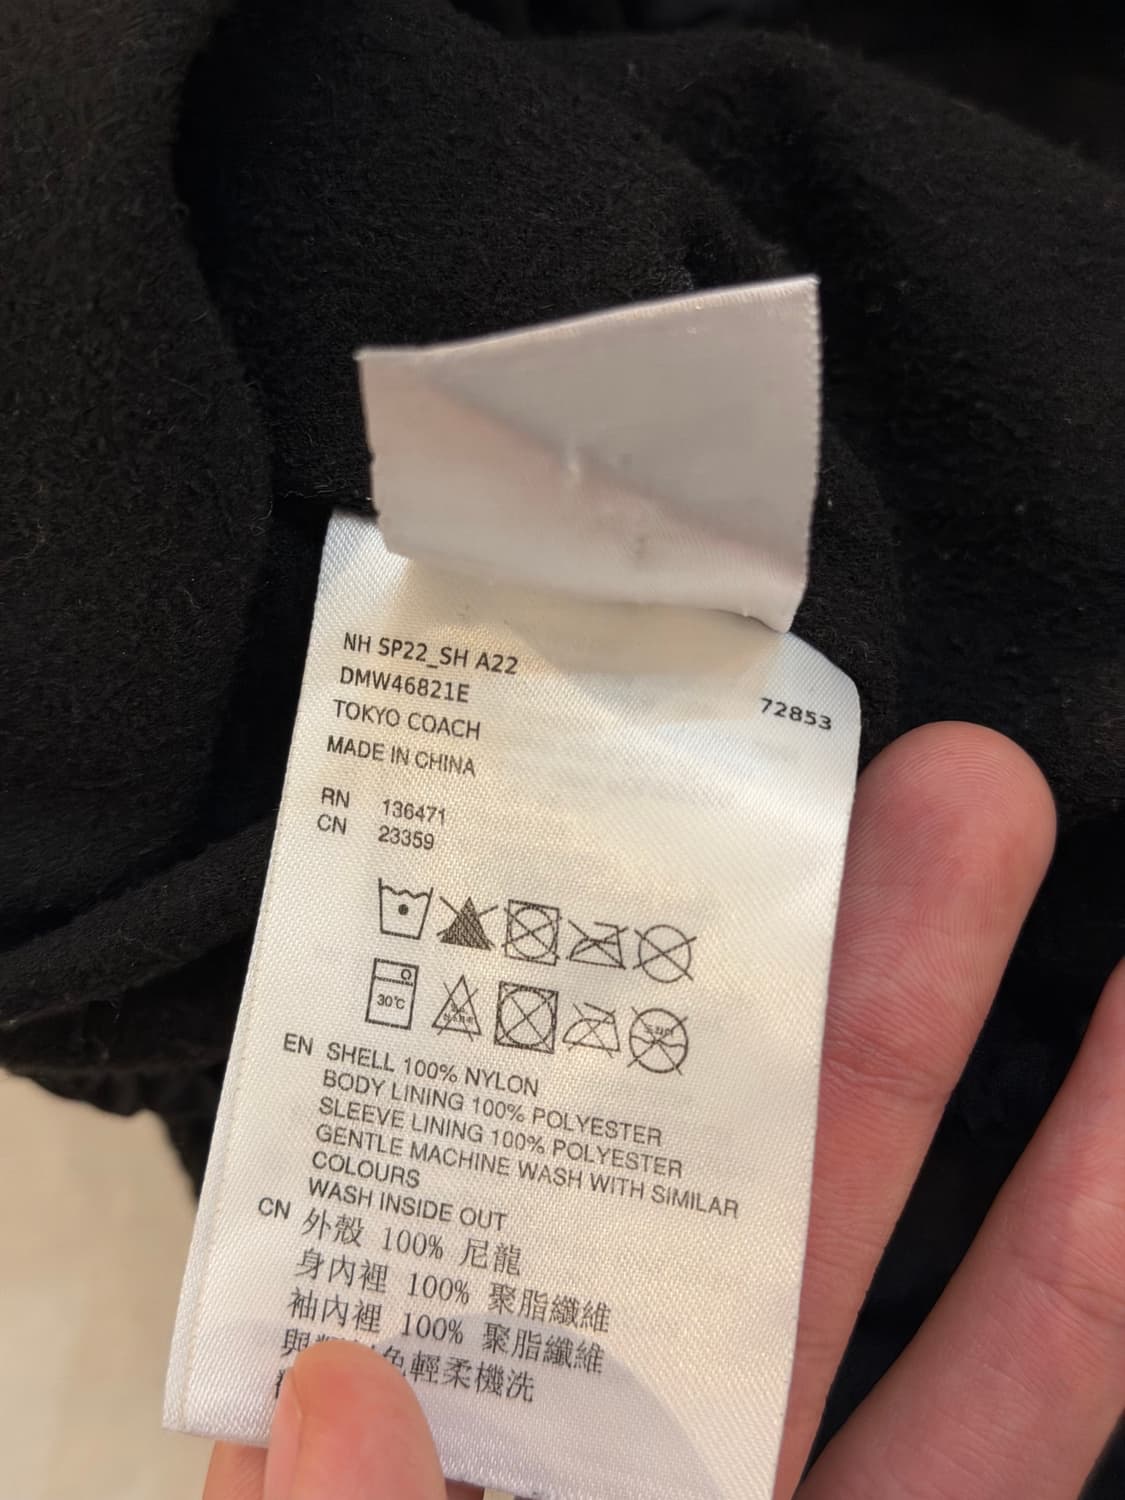 NH SP22_SH A22
DMW46821E
TOKYO COACH
MADE IN CHINA
72853
RN 136471
CN 23359
30°C
EN SHELL 100% NYLON
BODY LINING 100% POLYESTER
SLEEVE LINING 100% POLYESTER
GENTLE MACHINE WASH WITH SIMILAR
COLOURS
WASH INSIDE OUT
CN 外殼 100% 尼龍
身內裡 100% 聚脂纖維
袖內裡 100% 聚脂纖維
與 色輕柔機洗